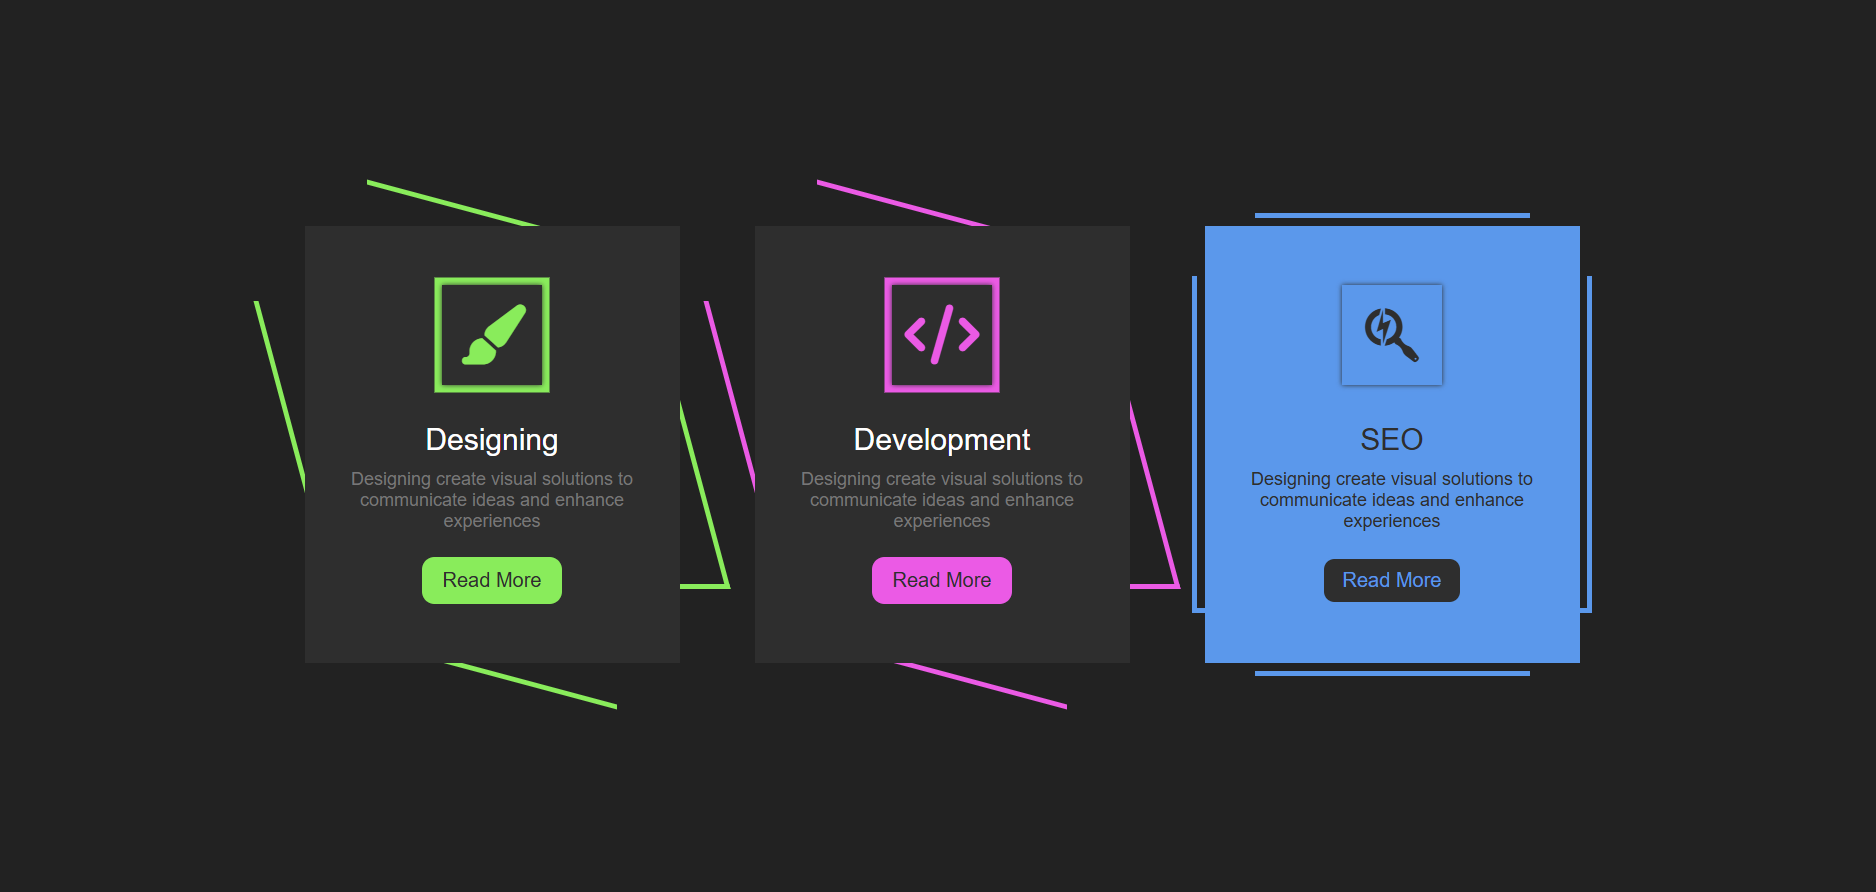 Designing
Designing create visual solutions to
communicate ideas and enhance
experiences
Read More
Development
Designing create visual solutions to
communicate ideas and enhance
experiences
Read More
SEO
Designing create visual solutions to
communicate ideas and enhance
experiences
Read More